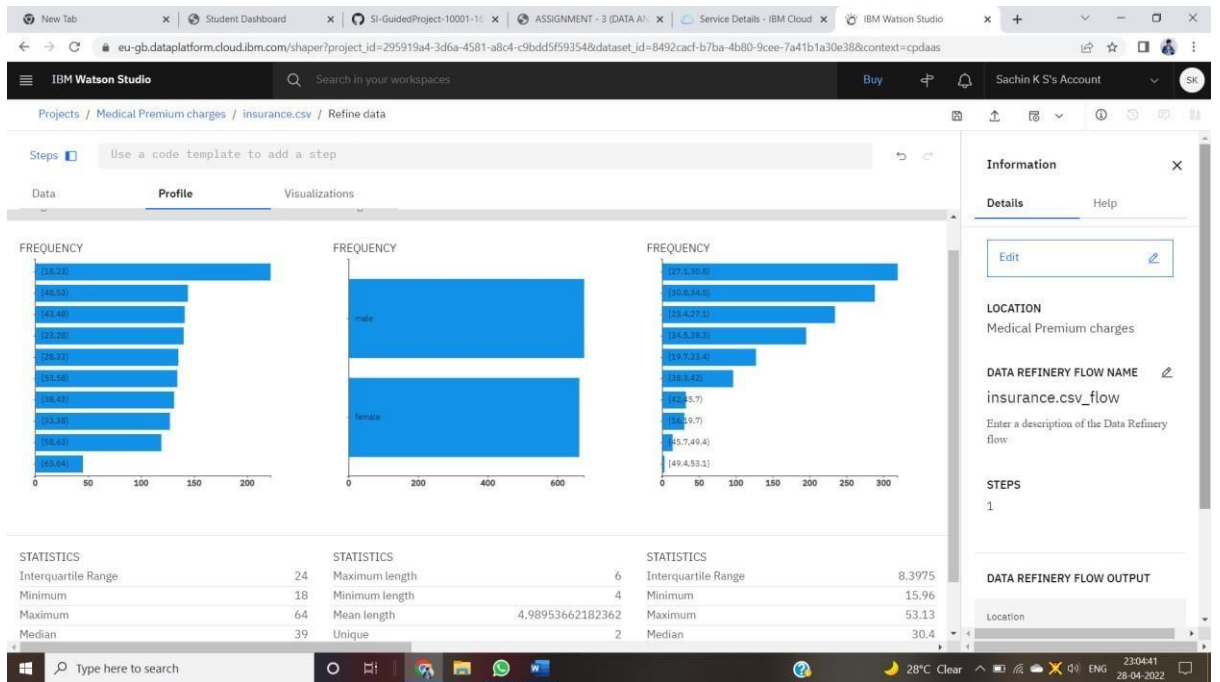 New Tab
Student Dashboard
SI-GuidedProject-10001-16
ASSIGNMENT - 3 (DATA AN
Service Details - IBM Cloud
IBM Watson Studio
eu-gb.dataplatform.cloud.ibm.com/shaper?project_id=295919a4-3d6a-4581-a8c4-c9bdd5f59354&dataset_id=8492cacf-b7ba-4b80-9cee-7a41b1a30e38&context=cpdaas
IBM Watson Studio
Search in your workspaces
Buy
Sachin K S's Account
SK
Projects / Medical Premium charges / insurance.csv / Refine data
Steps
Use a code template to add a step
Data
Profile
Visualizations
FREQUENCY
[18,23)
[48,53)
[43,48)
[23,28)
[28,33)
[53,58)
[38,43)
[33,38)
[58,63)
[63,64]
0 50 100 150 200
FREQUENCY
male
female
0 200 400 600
FREQUENCY
[27.1,30.8)
[30.8,34.5)
[23.4,27.1)
[34.5,38.3)
[19.7,23.4)
[38.3,42)
[42,45.7)
[16,19.7)
[45.7,49.4)
[49.4,53.1]
0 50 100 150 200 250 300
STATISTICS
Interquartile Range 24
Minimum 18
Maximum 64
Median 39
STATISTICS
Maximum length 6
Minimum length 4
Mean length 4.98953662182362
Unique 2
STATISTICS
Interquartile Range 8.3975
Minimum 15.96
Maximum 53.13
Median 30.4
Information
Details
Help
Edit
LOCATION
Medical Premium charges
DATA REFINERY FLOW NAME
insurance.csv_flow
Enter a description of the Data Refinery
flow
STEPS
1
DATA REFINERY FLOW OUTPUT
Location
Type here to search
28°C Clear
ENG
23:04:41
28-04-2022